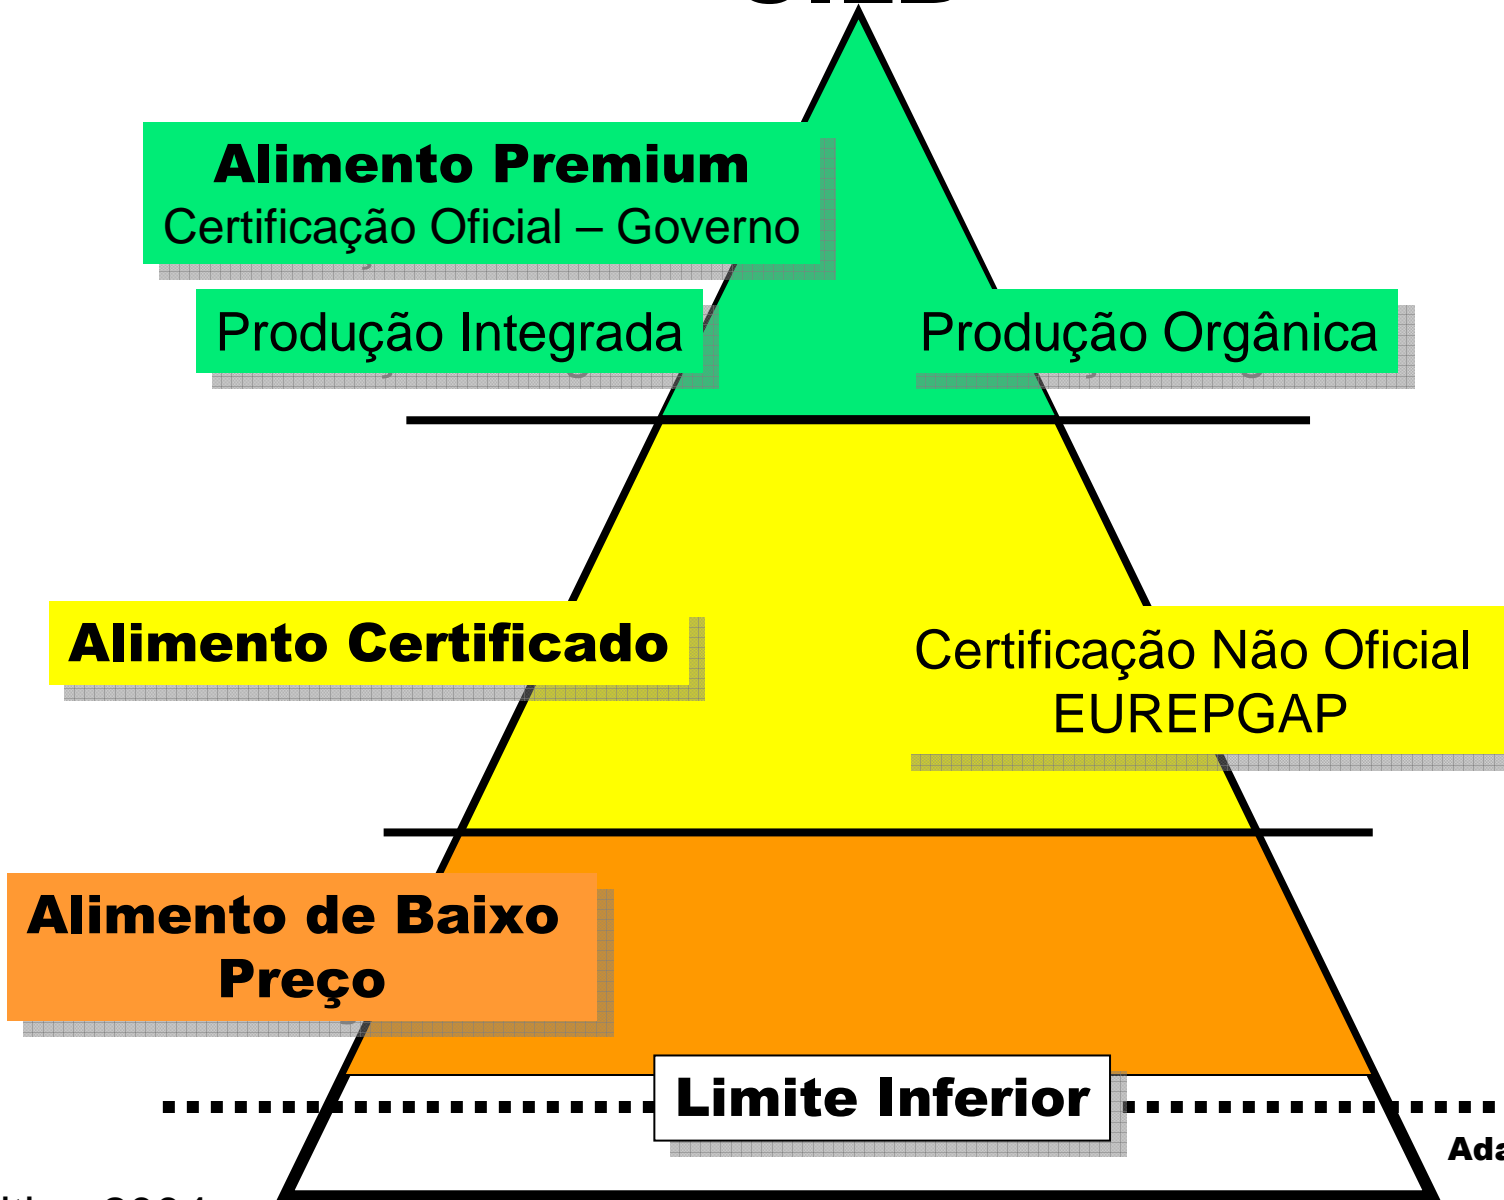 Alimento Premium
Certificação Oficial – Governo
Produção Integrada
Produção Orgânica
Alimento Certificado
Certificação Não Oficial
EUREPGAP
Alimento de Baixo
Preço
Limite Inferior